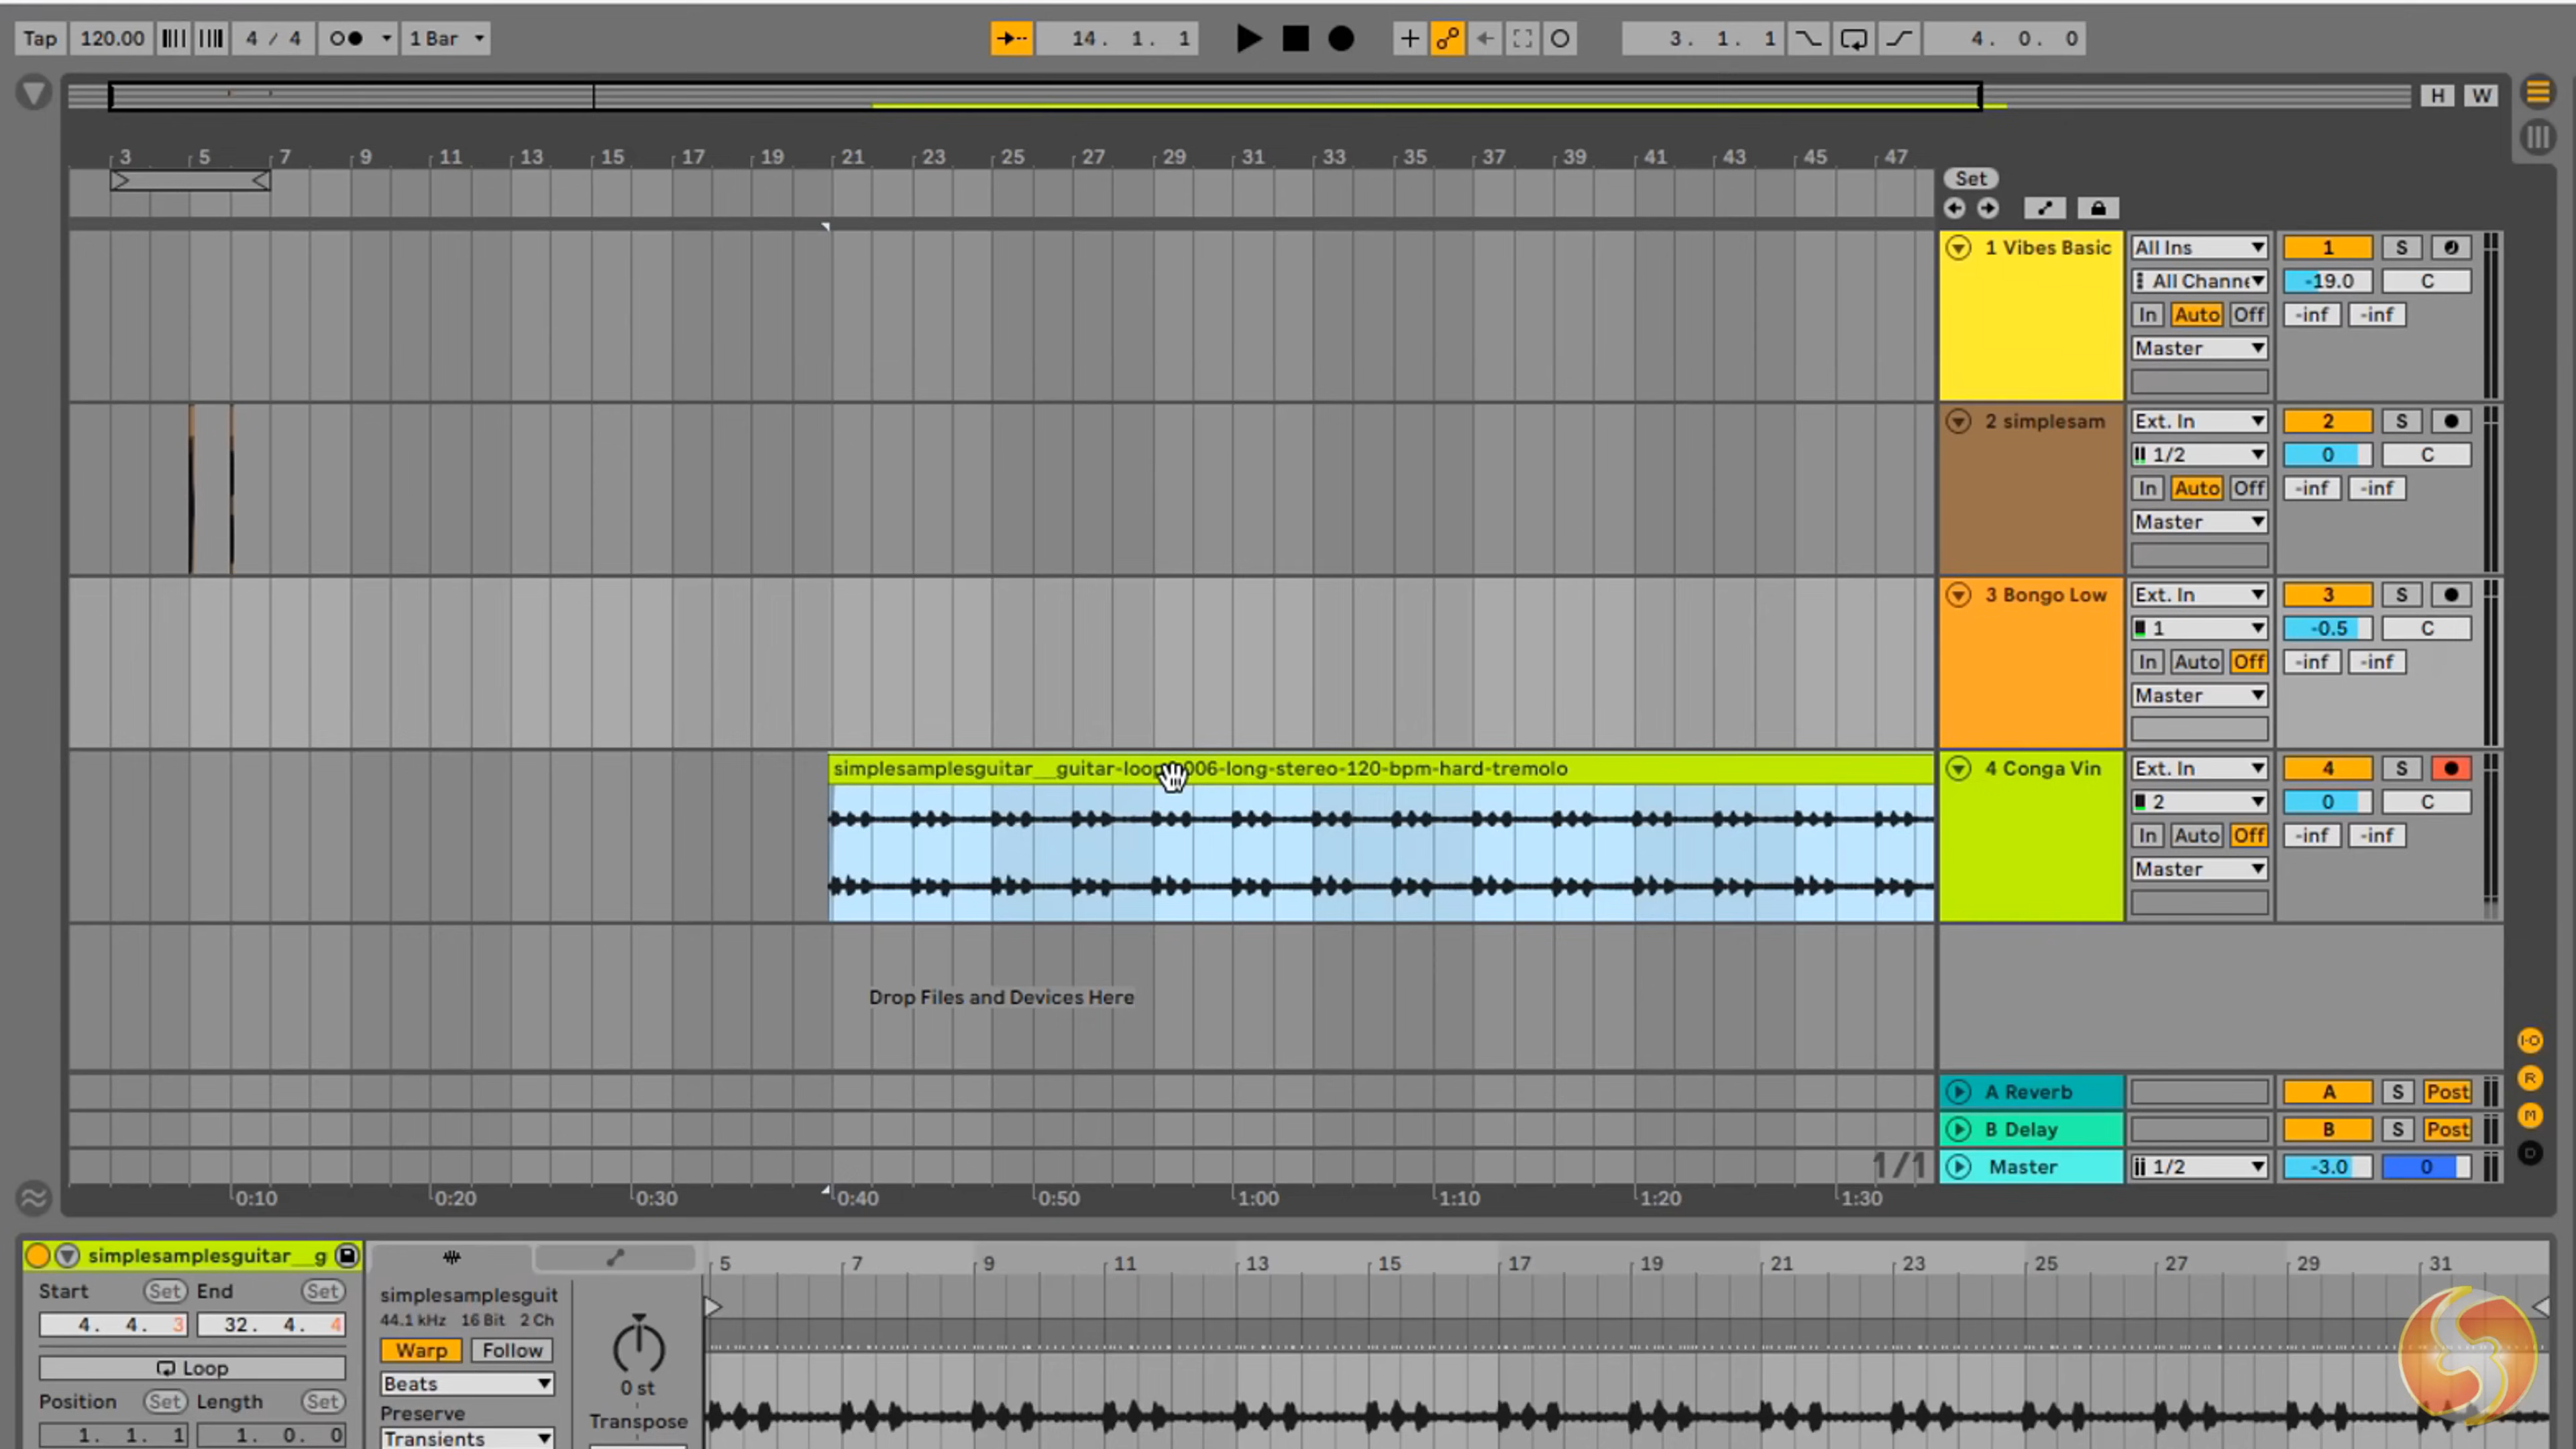 Tap 120.00 4 / 4 1 Bar 14. 1. 1 3. 1. 1 4. 0. 0
H W
3 5 7 9 11 13 15 17 19 21 23 25 27 29 31 33 35 37 39 41 43 45 47
Set
1 Vibes Basic All Ins 1 S
All Channe -19.0 C
In Auto Off -inf -inf
Master
2 simplesam Ext. In 2 S
1/2 0 C
In Auto Off -inf -inf
Master
3 Bongo Low Ext. In 3 S
1 -0.5 C
In Auto Off -inf -inf
Master
simplesamplesguitar__guitar-loop 006-long-stereo-120-bpm-hard-tremolo 4 Conga Vin Ext. In 4 S
2 0 C
In Auto Off -inf -inf
Master
Drop Files and Devices Here
I-O
R
M
D
A Reverb A S Post
B Delay B S Post
1/1 Master 1/2 -3.0 0
0:10 0:20 0:30 0:40 0:50 1:00 1:10 1:20 1:30
simplesamplesguitar__g
5 7 9 11 13 15 17 19 21 23 25 27 29 31
Start Set End Set
4. 4. 3 32. 4. 4
Loop
Position Set Length Set
1. 1. 1 1. 0. 0
simplesamplesguit
44.1 kHz 16 Bit 2 Ch
Warp Follow
Beats
Preserve
Transients
0 st
Transpose